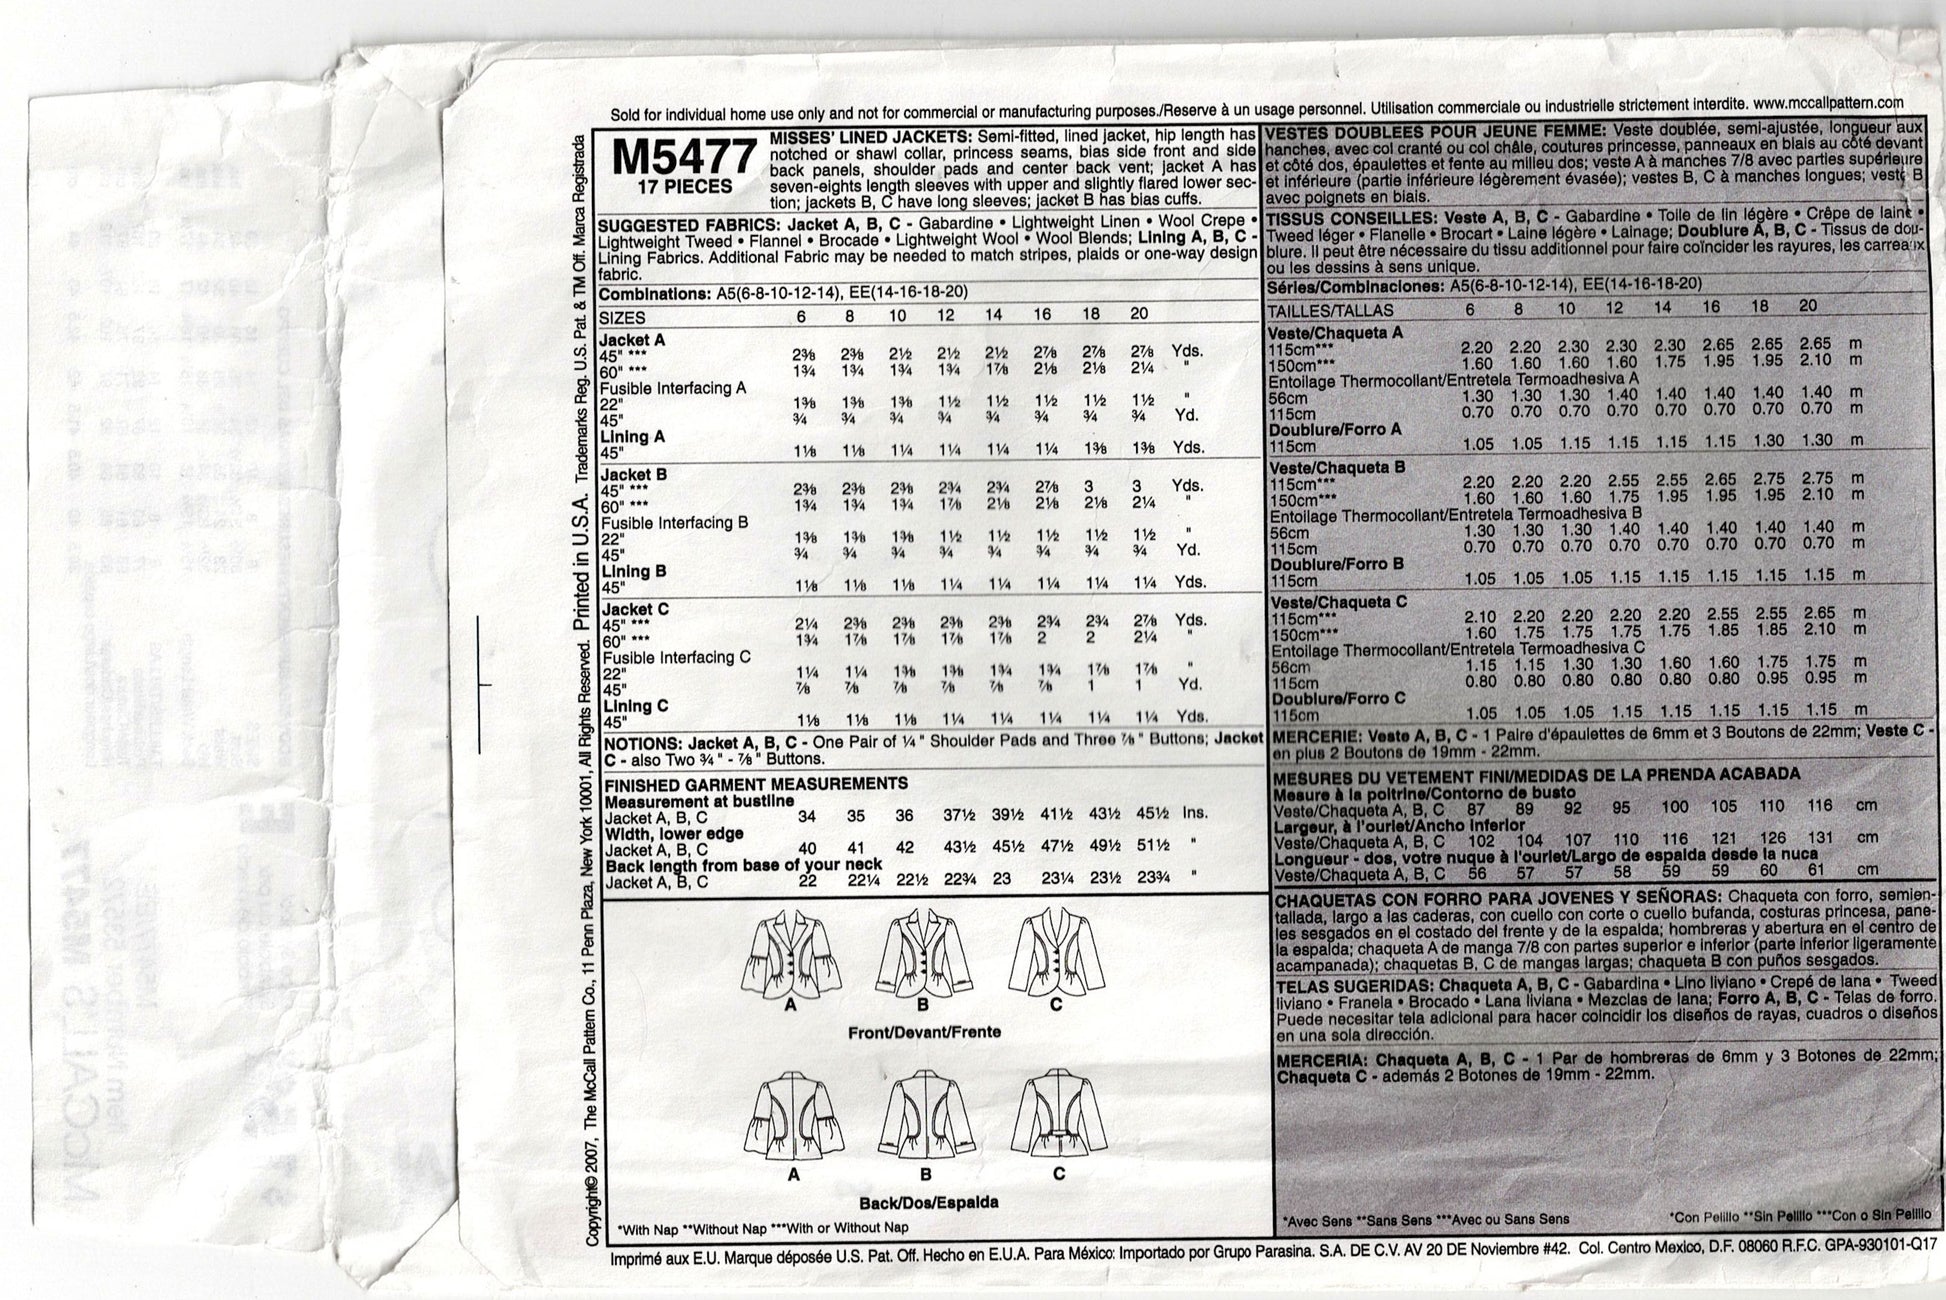 Sold for individual home use only and not for commercial or manufacturing purposes./Reserve à un usage personnel. Utilisation commerciale ou industrielle strictement interdite. www.mccallpattern.com
Copyright© 2007, The McCall Pattern Co., 11 Penn Plaza, New York 10001, All Rights Reserved. Printed in U.S.A. Trademarks Reg. U.S. Pat. & TM Off. Marca Registrada
M5477
17 PIECES
MISSES' LINED JACKETS: Semi-fitted, lined jacket, hip length has
notched or shawl collar, princess seams, bias side front and side
back panels, shoulder pads and center back vent; jacket A has
seven-eights length sleeves with upper and slightly flared lower sec-
tion; jackets B, C have long sleeves; jacket B has bias cuffs.
SUGGESTED FABRICS: Jacket A, B, C - Gabardine • Lightweight Linen • Wool Crepe •
Lightweight Tweed • Flannel • Brocade • Lightweight Wool • Wool Blends; Lining A, B, C -
Lining Fabrics. Additional Fabric may be needed to match stripes, plaids or one-way design
fabric.
Combinations: A5(6-8-10-12-14), EE(14-16-18-20)
SIZES 6 8 10 12 14 16 18 20
Jacket A
45" *** 2⅜ 2⅜ 2½ 2½ 2½ 2⅞ 2⅞ 2⅞ Yds.
60" *** 1¾ 1¾ 1¾ 1¾ 1⅞ 2⅛ 2⅛ 2¼ "
Fusible Interfacing A
22" 1⅜ 1⅜ 1⅜ 1½ 1½ 1½ 1½ 1½ "
45" ¾ ¾ ¾ ¾ ¾ ¾ ¾ ¾ Yd.
Lining A
45" 1⅛ 1⅛ 1¼ 1¼ 1¼ 1¼ 1⅜ 1⅜ Yds.
Jacket B
45" *** 2⅜ 2⅜ 2⅜ 2¾ 2¾ 2⅞ 3 3 Yds.
60" *** 1¾ 1¾ 1¾ 1⅞ 2⅛ 2⅛ 2⅛ 2¼ "
Fusible Interfacing B
22" 1⅜ 1⅜ 1⅜ 1½ 1½ 1½ 1½ 1½ "
45" ¾ ¾ ¾ ¾ ¾ ¾ ¾ ¾ Yd.
Lining B
45" 1⅛ 1⅛ 1⅛ 1¼ 1¼ 1¼ 1¼ 1¼ Yds.
Jacket C
45" *** 2¼ 2⅜ 2⅜ 2⅜ 2⅜ 2¾ 2¾ 2⅞ Yds.
60" *** 1¾ 1⅞ 1⅞ 1⅞ 1⅞ 2 2 2¼ "
Fusible Interfacing C
22" 1¼ 1¼ 1⅜ 1⅜ 1¾ 1¾ 1⅞ 1⅞ "
45" ⅞ ⅞ ⅞ ⅞ ⅞ ⅞ 1 1 Yd.
Lining C
45" 1⅛ 1⅛ 1⅛ 1¼ 1¼ 1¼ 1¼ 1¼ Yds.
NOTIONS: Jacket A, B, C - One Pair of ¼" Shoulder Pads and Three ⅞" Buttons; Jacket
C - also Two ¾" - ⅞" Buttons.
FINISHED GARMENT MEASUREMENTS
Measurement at bustline
Jacket A, B, C 34 35 36 37½ 39½ 41½ 43½ 45½ Ins.
Width, lower edge
Jacket A, B, C 40 41 42 43½ 45½ 47½ 49½ 51½ "
Back length from base of your neck
Jacket A, B, C 22 22¼ 22½ 22¾ 23 23¼ 23½ 23¾ "
A B C
Front/Devant/Frente
A B C
Back/Dos/Espalda
*With Nap **Without Nap ***With or Without Nap
VESTES DOUBLEES POUR JEUNE FEMME: Veste doublée, semi-ajustée, longueur aux
hanches, avec col cranté ou col châle, coutures princesse, panneaux en biais au côté devant
et côté dos, épaulettes et fente au milieu dos; veste A à manches 7/8 avec parties supérieure
et inférieure (partie inférieure légèrement évasée); vestes B, C à manches longues; veste B
avec poignets en biais.
TISSUS CONSEILLES: Veste A, B, C - Gabardine • Toile de lin légère • Crêpe de laine •
Tweed léger • Flanelle • Brocart • Laine légère • Lainage; Doublure A, B, C - Tissus de dou-
blure. Il peut être nécessaire du tissu additionnel pour faire coïncider les rayures, les carreaux
ou les dessins à sens unique.
Séries/Combinaciones: A5(6-8-10-12-14), EE(14-16-18-20)
TAILLES/TALLAS 6 8 10 12 14 16 18 20
Veste/Chaqueta A
115cm*** 2.20 2.20 2.30 2.30 2.30 2.65 2.65 2.65 m
150cm*** 1.60 1.60 1.60 1.60 1.75 1.95 1.95 2.10 m
Entoilage Thermocollant/Entretela Termoadhesiva A
56cm 1.30 1.30 1.30 1.40 1.40 1.40 1.40 1.40 m
115cm 0.70 0.70 0.70 0.70 0.70 0.70 0.70 0.70 m
Doublure/Forro A
115cm 1.05 1.05 1.15 1.15 1.15 1.15 1.30 1.30 m
Veste/Chaqueta B
115cm*** 2.20 2.20 2.20 2.55 2.55 2.65 2.75 2.75 m
150cm*** 1.60 1.60 1.60 1.75 1.95 1.95 1.95 2.10 m
Entoilage Thermocollant/Entretela Termoadhesiva B
56cm 1.30 1.30 1.30 1.40 1.40 1.40 1.40 1.40 m
115cm 0.70 0.70 0.70 0.70 0.70 0.70 0.70 0.70 m
Doublure/Forro B
115cm 1.05 1.05 1.05 1.15 1.15 1.15 1.15 1.15 m
Veste/Chaqueta C
115cm*** 2.10 2.20 2.20 2.20 2.20 2.55 2.55 2.65 m
150cm*** 1.60 1.75 1.75 1.75 1.75 1.85 1.85 2.10 m
Entoilage Thermocollant/Entretela Termoadhesiva C
56cm 1.15 1.15 1.30 1.30 1.60 1.60 1.75 1.75 m
115cm 0.80 0.80 0.80 0.80 0.80 0.80 0.95 0.95 m
Doublure/Forro C
115cm 1.05 1.05 1.05 1.15 1.15 1.15 1.15 1.15 m
MERCERIE: Veste A, B, C - 1 Paire d'épaulettes de 6mm et 3 Boutons de 22mm; Veste C -
en plus 2 Boutons de 19mm - 22mm.
MESURES DU VETEMENT FINI/MEDIDAS DE LA PRENDA ACABADA
Mesure à la poitrine/Contorno de busto
Veste/Chaqueta A, B, C 87 89 92 95 100 105 110 116 cm
Largeur, à l'ourlet/Ancho Inferior
Veste/Chaqueta A, B, C 102 104 107 110 116 121 126 131 cm
Longueur - dos, votre nuque à l'ourlet/Largo de espalda desde la nuca
Veste/Chaqueta A, B, C 56 57 57 58 59 59 60 61 cm
CHAQUETAS CON FORRO PARA JOVENES Y SEÑORAS: Chaqueta con forro, semien-
tallada, largo a las caderas, con cuello con corte o cuello bufanda, costuras princesa, pane-
les sesgados en el costado del frente y de la espalda; hombreras y abertura en el centro de
la espalda; chaqueta A de manga 7/8 con partes superior e inferior (parte inferior ligeramente
acampanada); chaquetas B, C de mangas largas; chaqueta B con puños sesgados.
TELAS SUGERIDAS: Chaqueta A, B, C - Gabardina • Lino liviano • Crepé de lana • Tweed
liviano • Franela • Brocado • Lana liviana • Mezclas de lana; Forro A, B, C - Telas de forro.
Puede necesitar tela adicional para hacer coincidir los diseños de rayas, cuadros o diseños
en una sola dirección.
MERCERIA: Chaqueta A, B, C - 1 Par de hombreras de 6mm y 3 Botones de 22mm;
Chaqueta C - además 2 Botones de 19mm - 22mm.
*Avec Sens **Sans Sens ***Avec ou Sans Sens
*Con Pelillo **Sin Pelillo ***Con o Sin Pelillo
Imprimé aux E.U. Marque déposée U.S. Pat. Off. Hecho en E.U.A. Para México: Importado por Grupo Parasina. S.A. DE C.V. AV 20 DE Noviembre #42. Col. Centro Mexico, D.F. 08060 R.F.C. GPA-930101-Q17
McCALL'S M5477